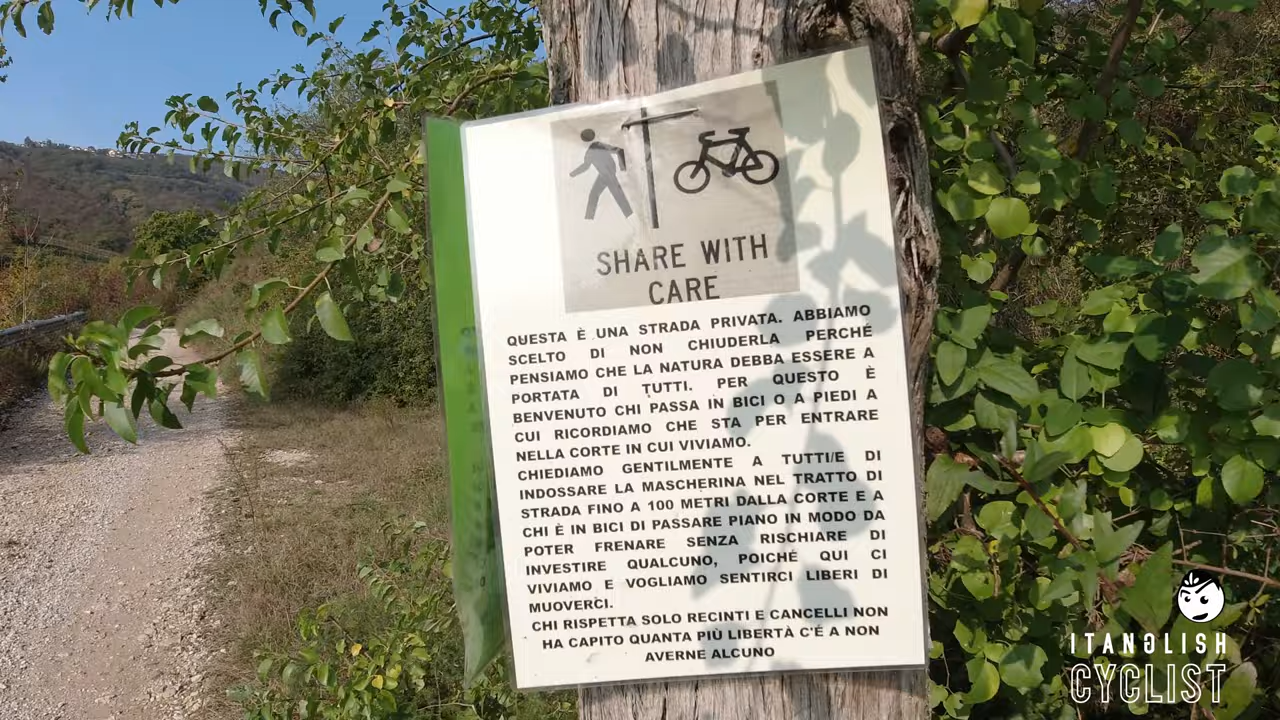 SHARE WITH
CARE
QUESTA È UNA STRADA PRIVATA. ABBIAMO
SCELTO DI NON CHIUDERLA PERCHÉ
PENSIAMO CHE LA NATURA DEBBA ESSERE A
PORTATA DI TUTTI. PER QUESTO È
BENVENUTO CHI PASSA IN BICI O A PIEDI A
CUI RICORDIAMO CHE STA PER ENTRARE
NELLA CORTE IN CUI VIVIAMO.
CHIEDIAMO GENTILMENTE A TUTTI/E DI
INDOSSARE LA MASCHERINA NEL TRATTO DI
STRADA FINO A 100 METRI DALLA CORTE E A
CHI È IN BICI DI PASSARE PIANO IN MODO DA
POTER FRENARE SENZA RISCHIARE DI
INVESTIRE QUALCUNO, POICHÉ QUI CI
VIVIAMO E VOGLIAMO SENTIRCI LIBERI DI
MUOVERCI.
CHI RISPETTA SOLO RECINTI E CANCELLI NON
HA CAPITO QUANTA PIÙ LIBERTÀ C'É A NON
AVERNE ALCUNO
ITANGLISH
CYCLIST